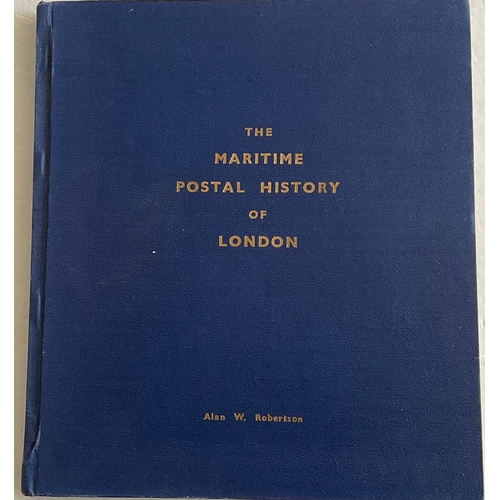 THE
MARITIME
POSTAL HISTORY
OF
LONDON
Alan W. Robertson